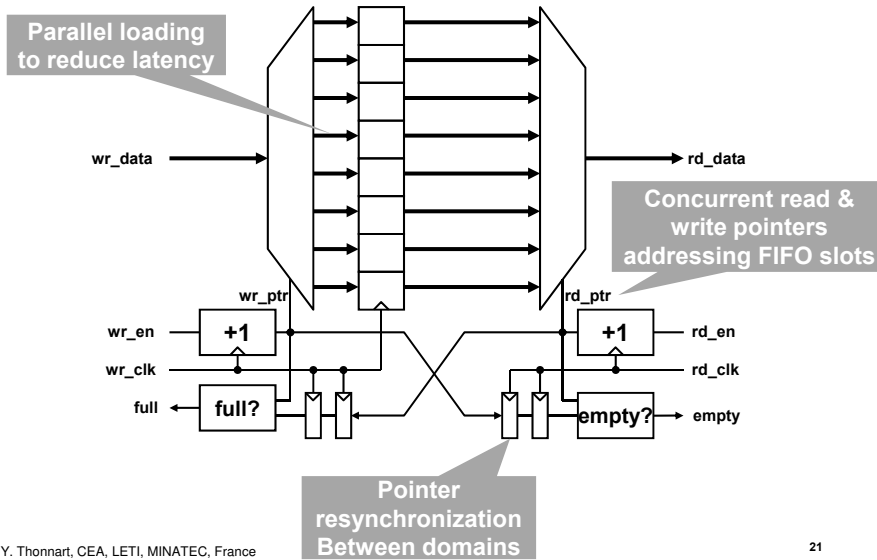 Parallel loading
to reduce latency
wr_data
rd_data
Concurrent read &
write pointers
addressing FIFO slots
wr_ptr
rd_ptr
wr_en
+1
+1
rd_en
wr_clk
rd_clk
full
full?
empty?
empty
Pointer
resynchronization
Between domains
Y. Thonnart, CEA, LETI, MINATEC, France
21